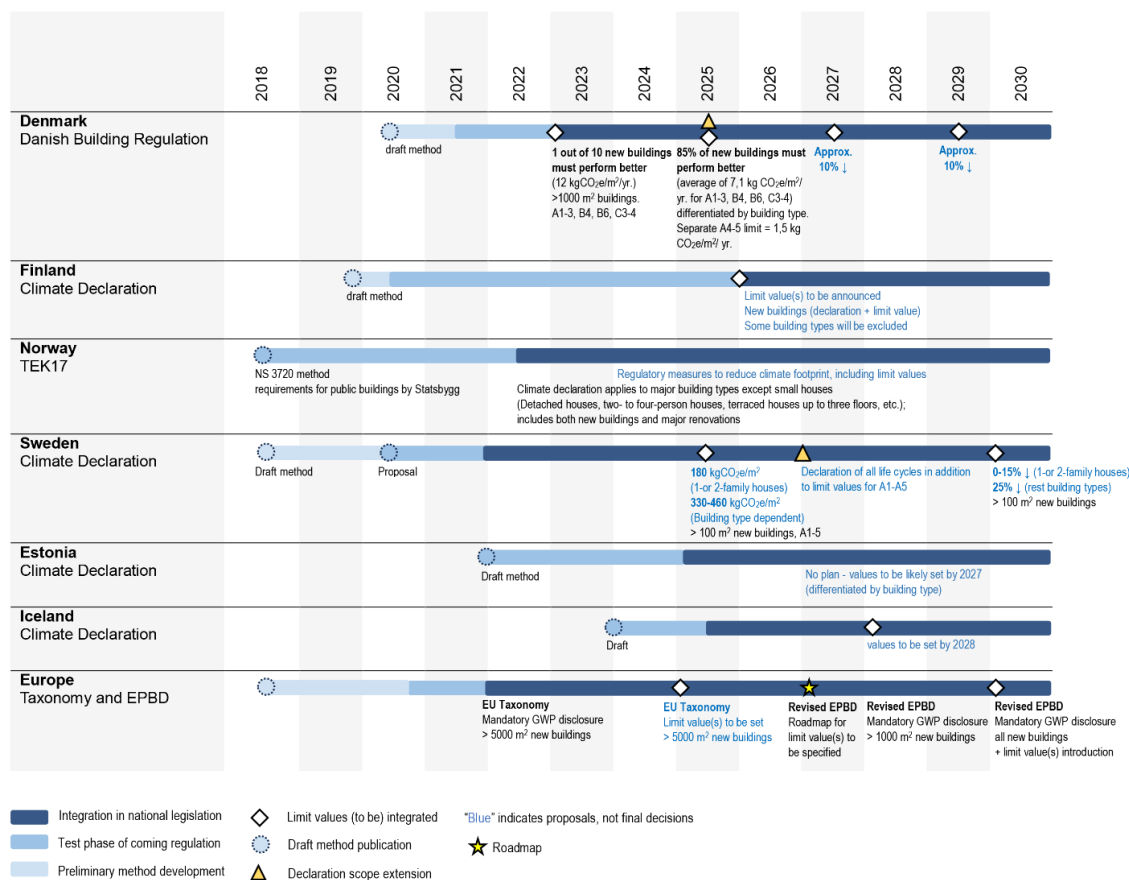 2018 2019 2020 2021 2022 2023 2024 2025 2026 2027 2028 2029 2030
Denmark
Danish Building Regulation
draft method
1 out of 10 new buildings
must perform better
(12 kgCO₂e/m²/yr.)
>1000 m² buildings.
A1-3, B4, B6, C3-4
85% of new buildings must
perform better
(average of 7,1 kg CO₂e/m²/
yr. for A1-3, B4, B6, C3-4)
differentiated by building type.
Separate A4-5 limit = 1,5 kg
CO₂e/m²/ yr.
Approx.
10% ↓
Approx.
10% ↓
Finland
Climate Declaration
draft method
Limit value(s) to be announced
New buildings (declaration + limit value)
Some building types will be excluded
Norway
TEK17
NS 3720 method
requirements for public buildings by Statsbygg
Regulatory measures to reduce climate footprint, including limit values
Climate declaration applies to major building types except small houses
(Detached houses, two- to four-person houses, terraced houses up to three floors, etc.);
includes both new buildings and major renovations
Sweden
Climate Declaration
Draft method
Proposal
180 kgCO₂e/m²
(1-or 2-family houses)
330-460 kgCO₂e/m²
(Building type dependent)
> 100 m² new buildings, A1-5
Declaration of all life cycles in addition
to limit values for A1-A5
0-15% ↓ (1-or 2-family houses)
25% ↓ (rest building types)
> 100 m² new buildings
Estonia
Climate Declaration
Draft method
No plan - values to be likely set by 2027
(differentiated by building type)
Iceland
Climate Declaration
Draft
values to be set by 2028
Europe
Taxonomy and EPBD
EU Taxonomy
Mandatory GWP disclosure
> 5000 m² new buildings
EU Taxonomy
Limit value(s) to be set
> 5000 m² new buildings
Revised EPBD
Roadmap for
limit value(s) to
be specified
Revised EPBD
Mandatory GWP disclosure
> 1000 m² new buildings
Revised EPBD
Mandatory GWP disclosure
all new buildings
+ limit value(s) introduction
Integration in national legislation
Test phase of coming regulation
Preliminary method development
Limit values (to be) integrated
Draft method publication
Declaration scope extension
"Blue" indicates proposals, not final decisions
Roadmap